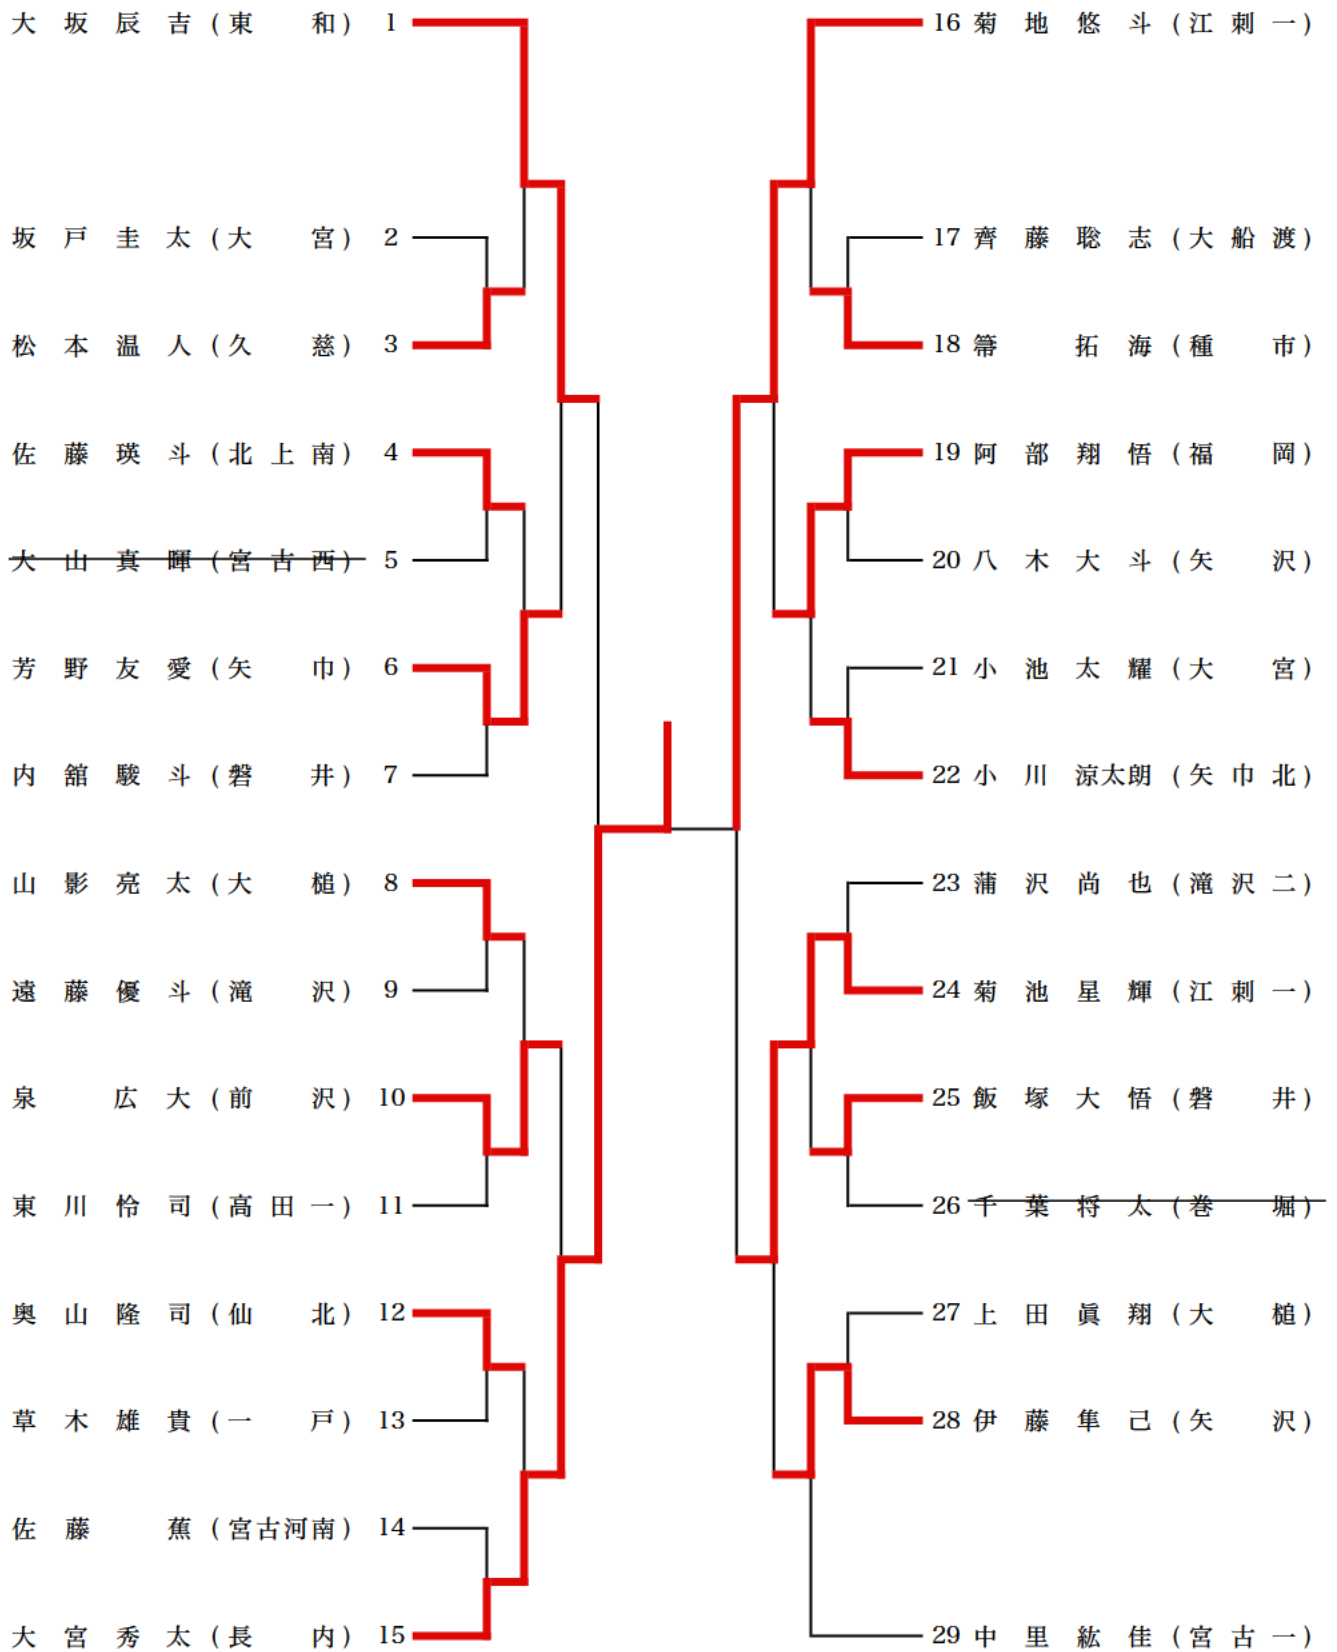 大坂辰吉(東和) 1
坂戸圭太(大宮) 2
松本温人(久慈) 3
佐藤瑛斗(北上南) 4
大山真暉(宮古西) 5
芳野友愛(矢巾) 6
内舘駿斗(磐井) 7
山影亮太(大槌) 8
遠藤優斗(滝沢) 9
泉広大(前沢) 10
東川怜司(高田一) 11
奥山隆司(仙北) 12
草木雄貴(一戸) 13
佐藤蕉(宮古河南) 14
大宮秀太(長内) 15
16 菊地悠斗(江刺一)
17 齊藤聡志(大船渡)
18 箒拓海(種市)
19 阿部翔悟(福岡)
20 八木大斗(矢沢)
21 小池太耀(大宮)
22 小川涼太朗(矢巾北)
23 蒲沢尚也(滝沢二)
24 菊池星輝(江刺一)
25 飯塚大悟(磐井)
26 千葉将太(巻堀)
27 上田眞翔(大槌)
28 伊藤隼己(矢沢)
29 中里紘佳(宮古一)